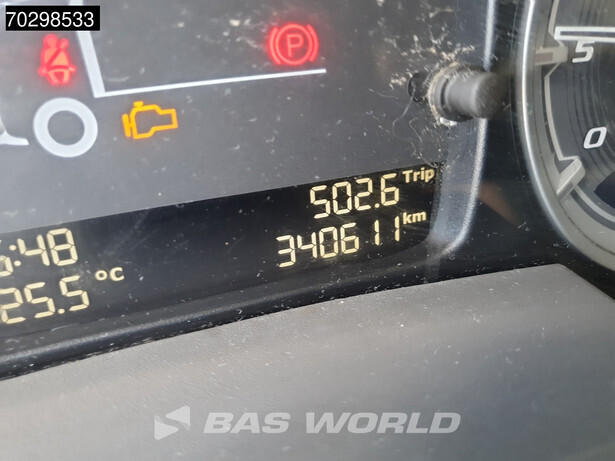 70298533
P
5
0
502.6 Trip
340611 km
:48
25.5 °C
BAS WORLD